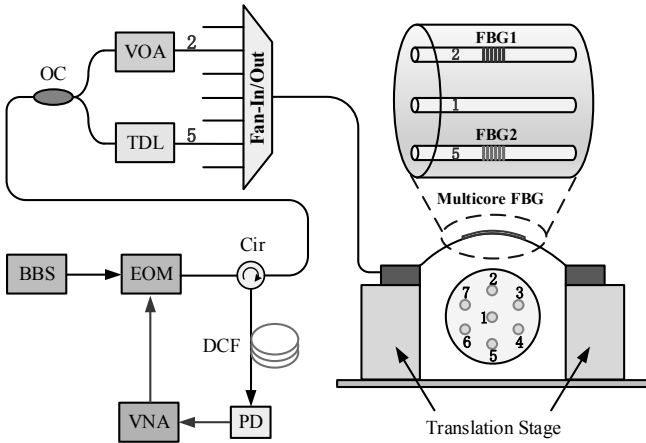 VOA
2
OC
TDL
5
Fan-In/Out
FBG1
2
1
FBG2
5
Multicore FBG
BBS
EOM
Cir
DCF
VNA
PD
2
7
3
1
6
4
5
Translation Stage